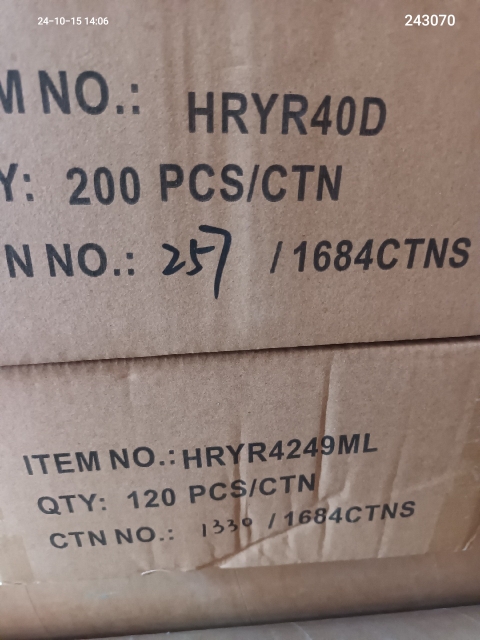 24-10-15 14:06
243070
M NO.: HRYR40D
Y: 200 PCS/CTN
N NO.: 257 / 1684CTNS
ITEM NO.: HRYR4249ML
QTY: 120 PCS/CTN
CTN NO.: 1330 / 1684CTNS